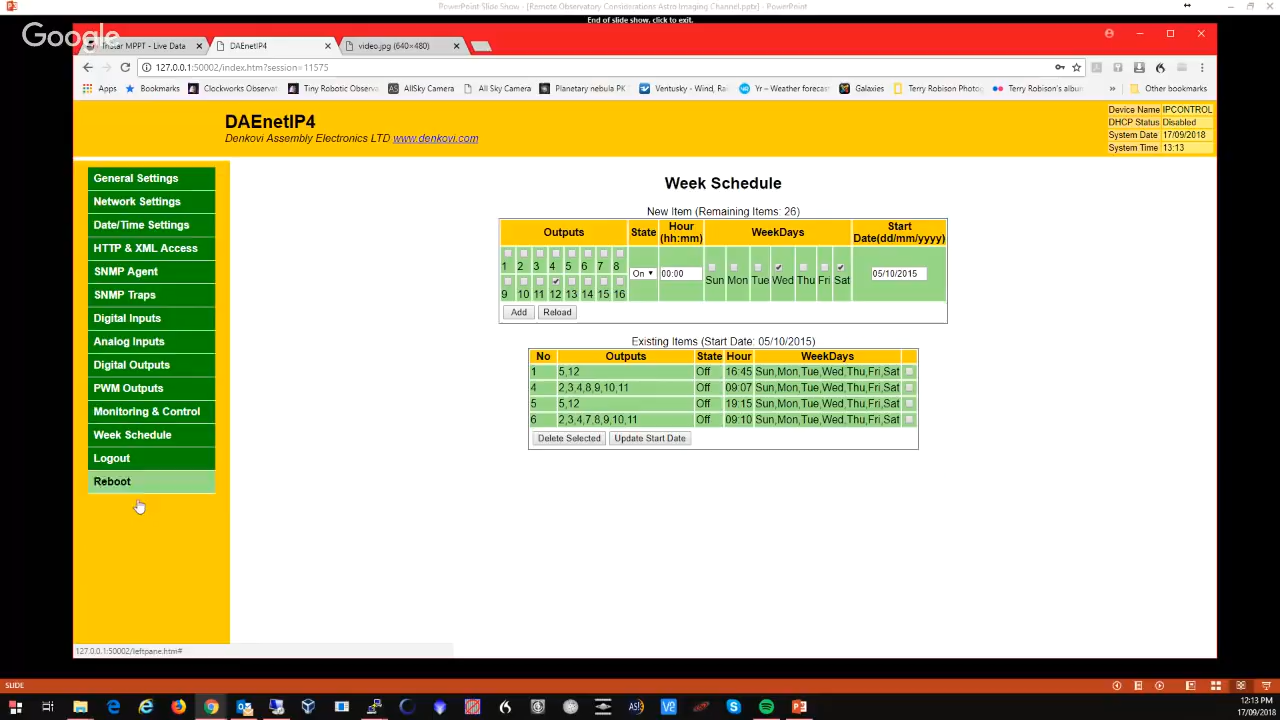 PowerPoint Slide Show - [Remote Observatory Considerations Astro Imaging Channel.pptx] - PowerPoint
End of slide show, click to exit.
Google
TriStar MPPT - Live Data
DAEnetIP4
video.jpg (640×480)
127.0.0.1:50002/index.htm?session=11575
Apps
Bookmarks
Clockworks Observat
Tiny Robotic Observa
AllSky Camera
All Sky Camera
Planetary nebula PK
Ventusky - Wind, Ra
Yr – Weather forecas
Galaxies
Terry Robison Photog
Terry Robison's albun
Other bookmarks
DAEnetIP4
Denkovi Assembly Electronics LTD www.denkovi.com
Device Name IPCONTROL
DHCP Status Disabled
System Date 17/09/2018
System Time 13:13
General Settings
Network Settings
Date/Time Settings
HTTP & XML Access
SNMP Agent
SNMP Traps
Digital Inputs
Analog Inputs
Digital Outputs
PWM Outputs
Monitoring & Control
Week Schedule
Logout
Reboot
Week Schedule
New Item (Remaining Items: 26)
Outputs State Hour (hh:mm) WeekDays Start Date(dd/mm/yyyy)
1 2 3 4 5 6 7 8
9 10 11 12 13 14 15 16
On 00:00 Sun Mon Tue Wed Thu Fri Sat 05/10/2015
Add Reload
Existing Items (Start Date: 05/10/2015)
No Outputs State Hour WeekDays
1 5,12 Off 16:45 Sun,Mon,Tue,Wed,Thu,Fri,Sat
4 2,3,4,8,9,10,11 Off 09:07 Sun,Mon,Tue,Wed,Thu,Fri,Sat
5 5,12 Off 19:15 Sun,Mon,Tue,Wed,Thu,Fri,Sat
6 2,3,4,7,8,9,10,11 Off 09:10 Sun,Mon,Tue,Wed,Thu,Fri,Sat
Delete Selected Update Start Date
127.0.0.1:50002/leftpane.htm#
SLIDE
12:13 PM
17/09/2018